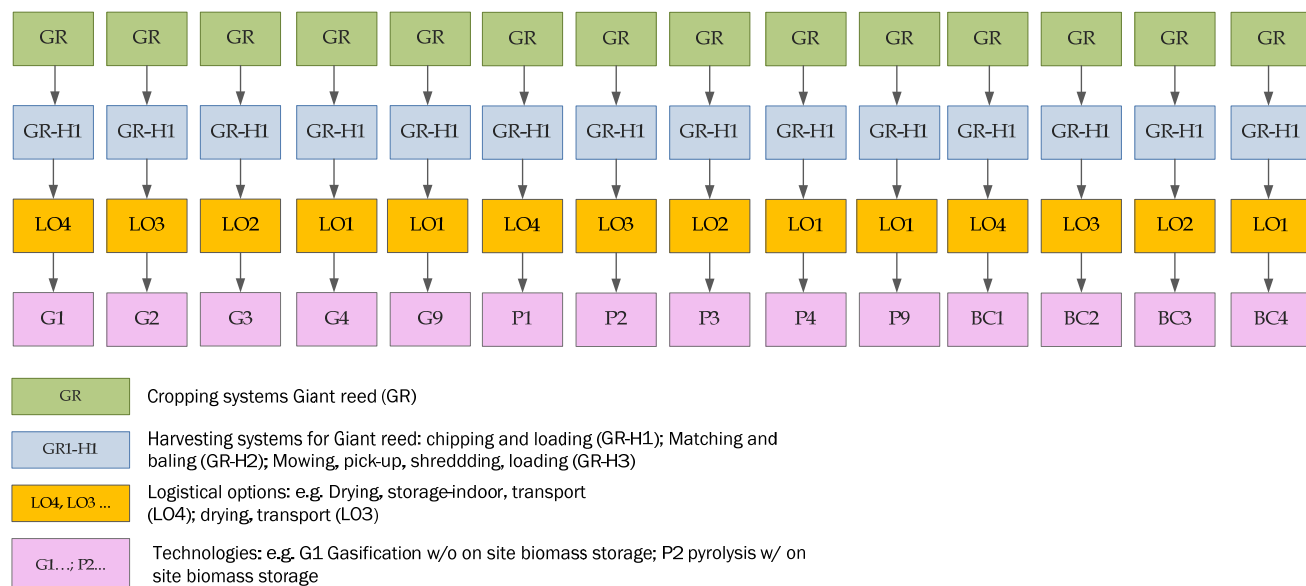 GR GR GR GR GR GR GR GR GR GR GR GR GR GR
GR-H1 GR-H1 GR-H1 GR-H1 GR-H1 GR-H1 GR-H1 GR-H1 GR-H1 GR-H1 GR-H1 GR-H1 GR-H1 GR-H1
LO4 LO3 LO2 LO1 LO1 LO4 LO3 LO2 LO1 LO1 LO4 LO3 LO2 LO1
G1 G2 G3 G4 G9 P1 P2 P3 P4 P9 BC1 BC2 BC3 BC4
GR Cropping systems Giant reed (GR)
GR1-H1 Harvesting systems for Giant reed: chipping and loading (GR-H1); Matching and
baling (GR-H2); Mowing, pick-up, shreddding, loading (GR-H3)
LO4, LO3 ... Logistical options: e.g. Drying, storage-indoor, transport
(LO4); drying, transport (LO3)
G1...; P2... Technologies: e.g. G1 Gasification w/o on site biomass storage; P2 pyrolysis w/ on
site biomass storage